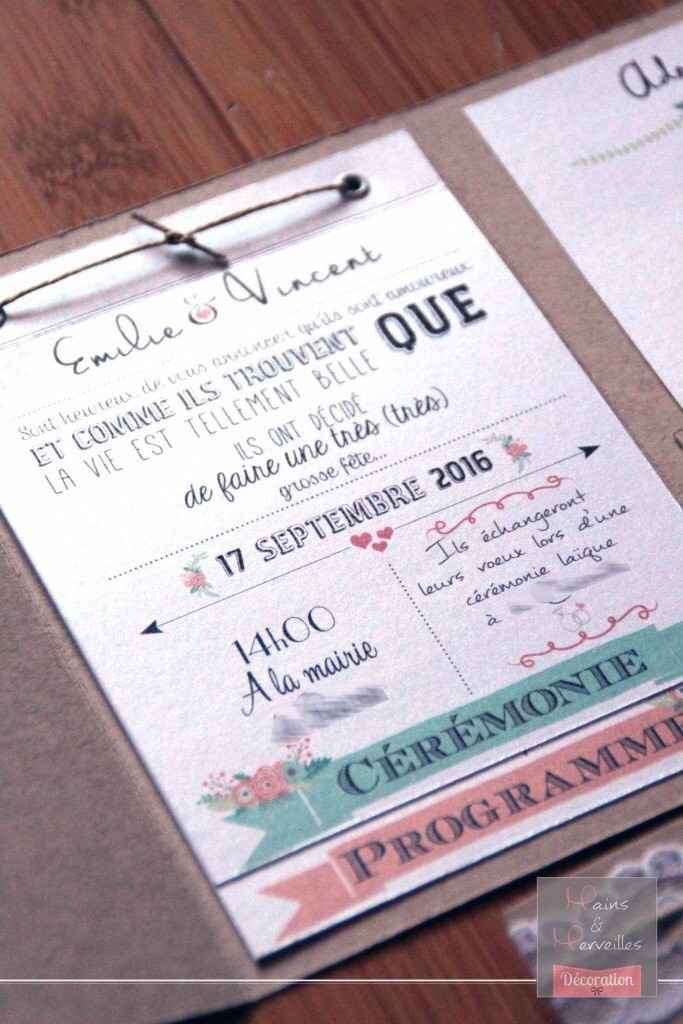 Emilie & Vincent
Sont heureux de vous annoncer qu'ils sont amoureux
ET COMME ILS TROUVENT QUE
LA VIE EST TELLEMENT BELLE
ILS ONT DÉCIDÉ
de faire une très (très)
grosse fête...
17 SEPTEMBRE 2016
14h00
A la mairie
Ils échangeront
leurs voeux lors d'une
cérémonie laïque
à
CÉRÉMONIE
PROGRAMME
Mains
&
Merveilles
Décoration